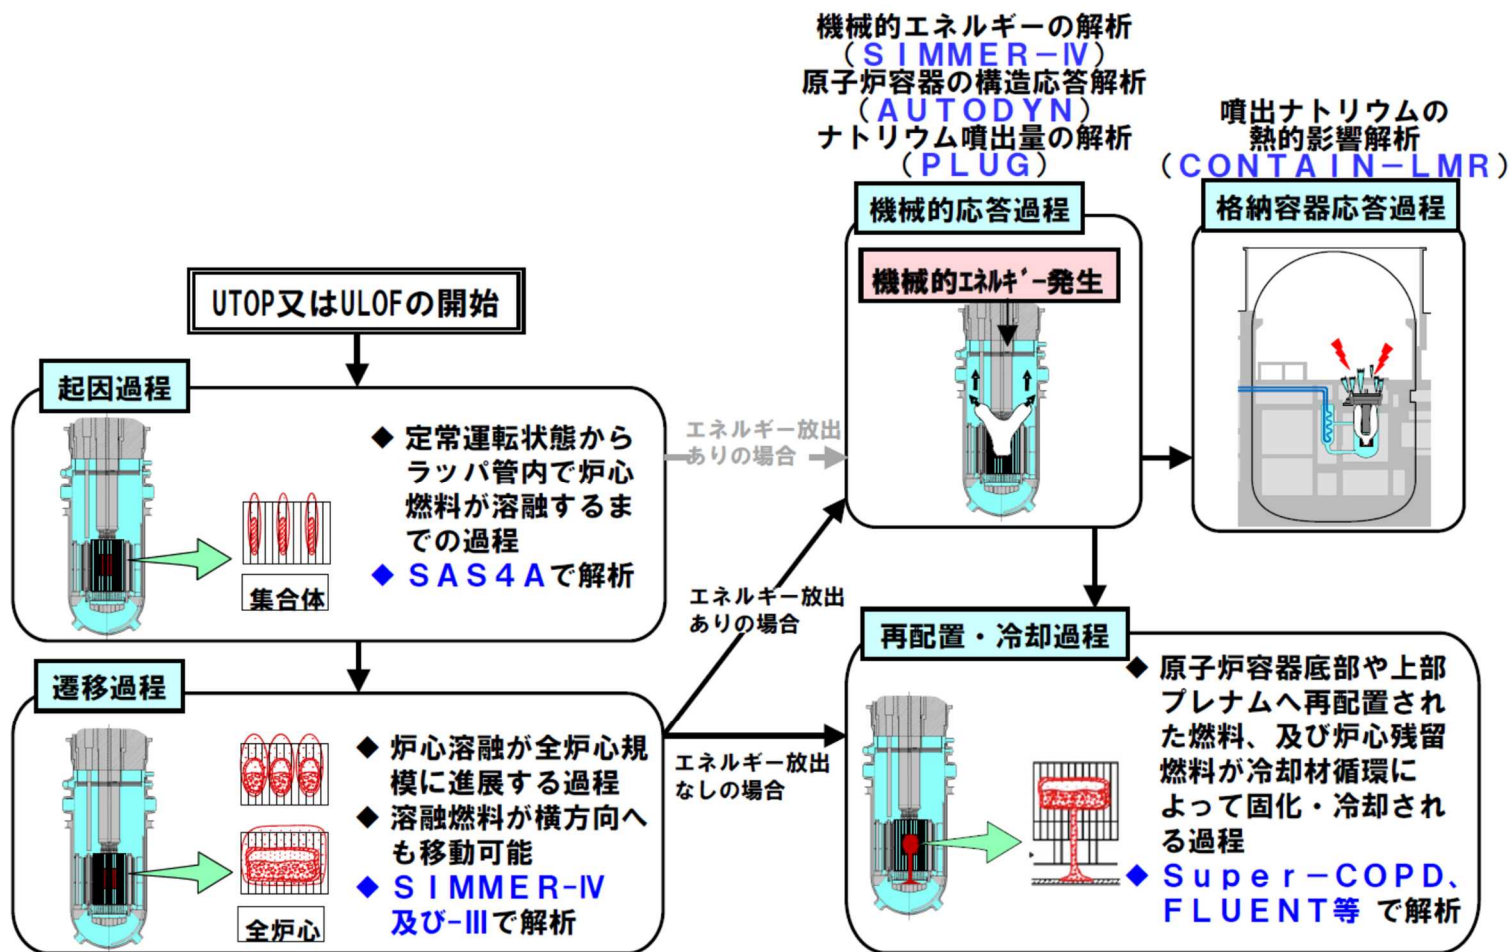 機械的エネルギーの解析
（ＳＩＭＭＥＲ－Ⅳ）
原子炉容器の構造応答解析
（ＡＵＴＯＤＹＮ）
ナトリウム噴出量の解析
（ＰＬＵＧ）
噴出ナトリウムの
熱的影響解析
（ＣＯＮＴＡＩＮ－ＬＭＲ）
機械的応答過程
格納容器応答過程
機械的ｴﾈﾙｷﾞｰ発生
UTOP又はULOFの開始
起因過程
◆ 定常運転状態から
ラッパ管内で炉心
燃料が溶融するま
での過程
◆ ＳＡＳ４Ａで解析
集合体
エネルギー放出
ありの場合
エネルギー放出
ありの場合
遷移過程
◆ 炉心溶融が全炉心規
模に進展する過程
◆ 溶融燃料が横方向へ
も移動可能
◆ ＳＩＭＭＥＲ-Ⅳ
及び-Ⅲで解析
全炉心
エネルギー放出
なしの場合
再配置・冷却過程
◆ 原子炉容器底部や上部
プレナムへ再配置され
た燃料、及び炉心残留
燃料が冷却材循環に
よって固化・冷却され
る過程
◆ Ｓｕｐｅｒ－ＣＯＰＤ、
ＦＬＵＥＮＴ等 で解析